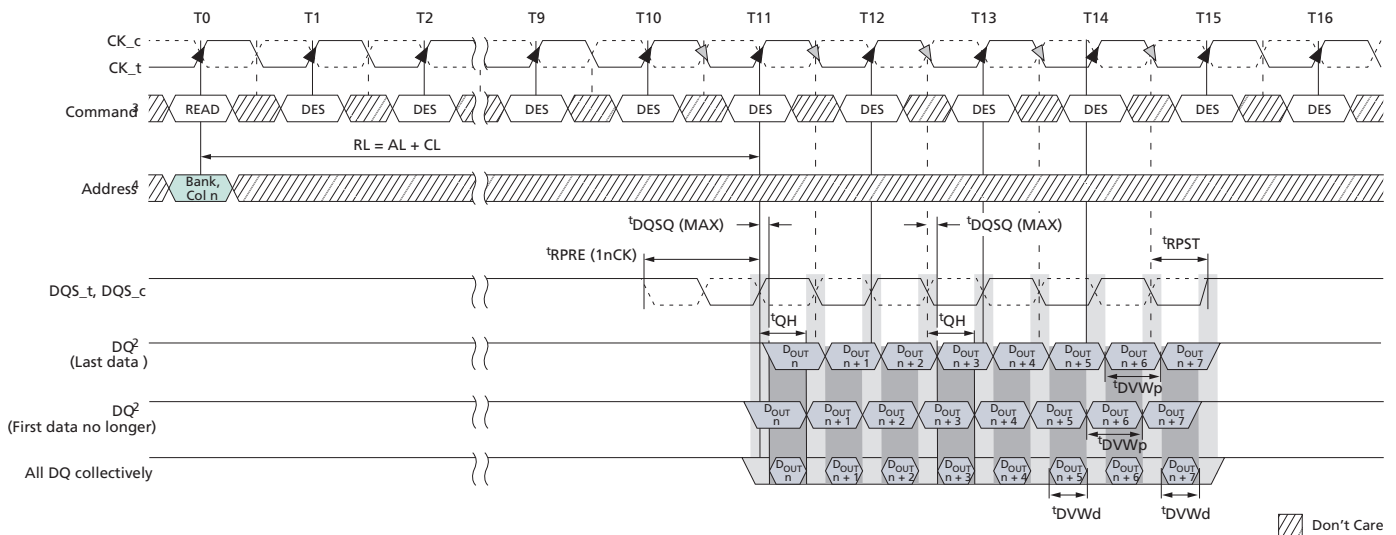 T0 T1 T2 T9 T10 T11 T12 T13 T14 T15 T16
CK_c
CK_t
Command3 READ DES DES DES DES DES DES DES DES DES DES
RL = AL + CL
Address4 Bank, Col n
tDQSQ (MAX) tDQSQ (MAX)
tRPRE (1nCK) tRPST
DQS_t, DQS_c
tQH tQH
DQ2 (Last data ) DOUT n DOUT n + 1 DOUT n + 2 DOUT n + 3 DOUT n + 4 DOUT n + 5 DOUT n + 6 DOUT n + 7
tDVWp
DQ2 (First data no longer) DOUT n DOUT n + 1 DOUT n + 2 DOUT n + 3 DOUT n + 4 DOUT n + 5 DOUT n + 6 DOUT n + 7
tDVWp
All DQ collectively DOUT n DOUT n + 1 DOUT n + 2 DOUT n + 3 DOUT n + 4 DOUT n + 5 DOUT n + 6 DOUT n + 7
tDVWd tDVWd
Don't Care